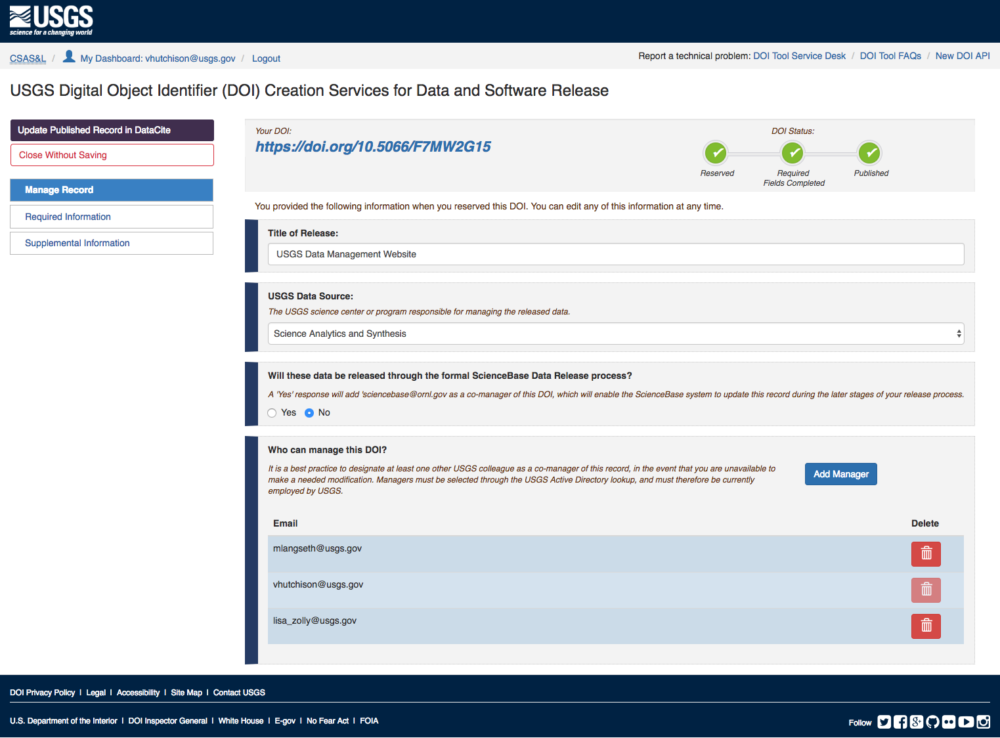 USGS
science for a changing world
CSAS&L / My Dashboard: vhutchison@usgs.gov / Logout
Report a technical problem: DOI Tool Service Desk / DOI Tool FAQs / New DOI API
USGS Digital Object Identifier (DOI) Creation Services for Data and Software Release
Update Published Record in DataCite
Close Without Saving
Manage Record
Required Information
Supplemental Information
Your DOI:
https://doi.org/10.5066/F7MW2G15
DOI Status:
Reserved
Required
Fields Completed
Published
You provided the following information when you reserved this DOI. You can edit any of this information at any time.
Title of Release:
USGS Data Management Website
USGS Data Source:
The USGS science center or program responsible for managing the released data.
Science Analytics and Synthesis
Will these data be released through the formal ScienceBase Data Release process?
A 'Yes' response will add 'sciencebase@ornl.gov as a co-manager of this DOI, which will enable the ScienceBase system to update this record during the later stages of your release process.
Yes No
Who can manage this DOI?
It is a best practice to designate at least one other USGS colleague as a co-manager of this record, in the event that you are unavailable to
make a needed modification. Managers must be selected through the USGS Active Directory lookup, and must therefore be currently
employed by USGS.
Add Manager
Email Delete
mlangseth@usgs.gov
vhutchison@usgs.gov
lisa_zolly@usgs.gov
DOI Privacy Policy | Legal | Accessibility | Site Map | Contact USGS
U.S. Department of the Interior | DOI Inspector General | White House | E-gov | No Fear Act | FOIA
Follow